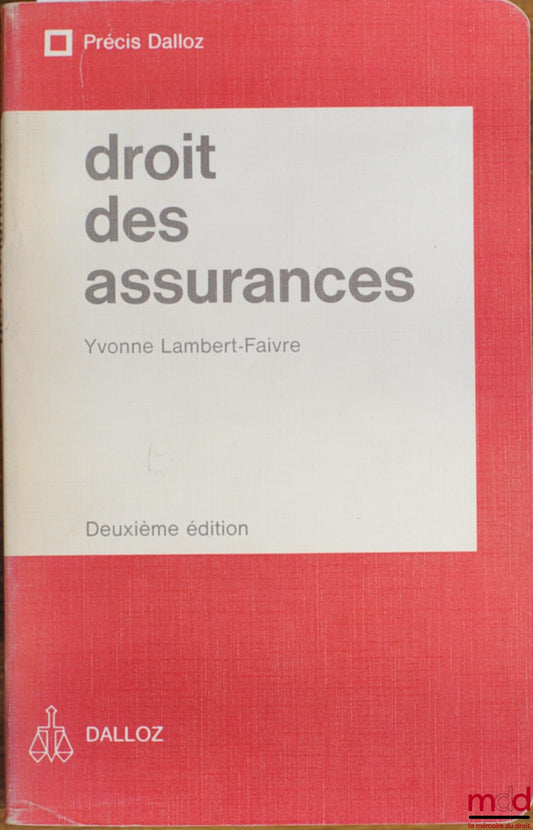 Précis Dalloz
droit
des
assurances
Yvonne Lambert-Faivre
Deuxième édition
DALLOZ
mdd
la mémoire du droit